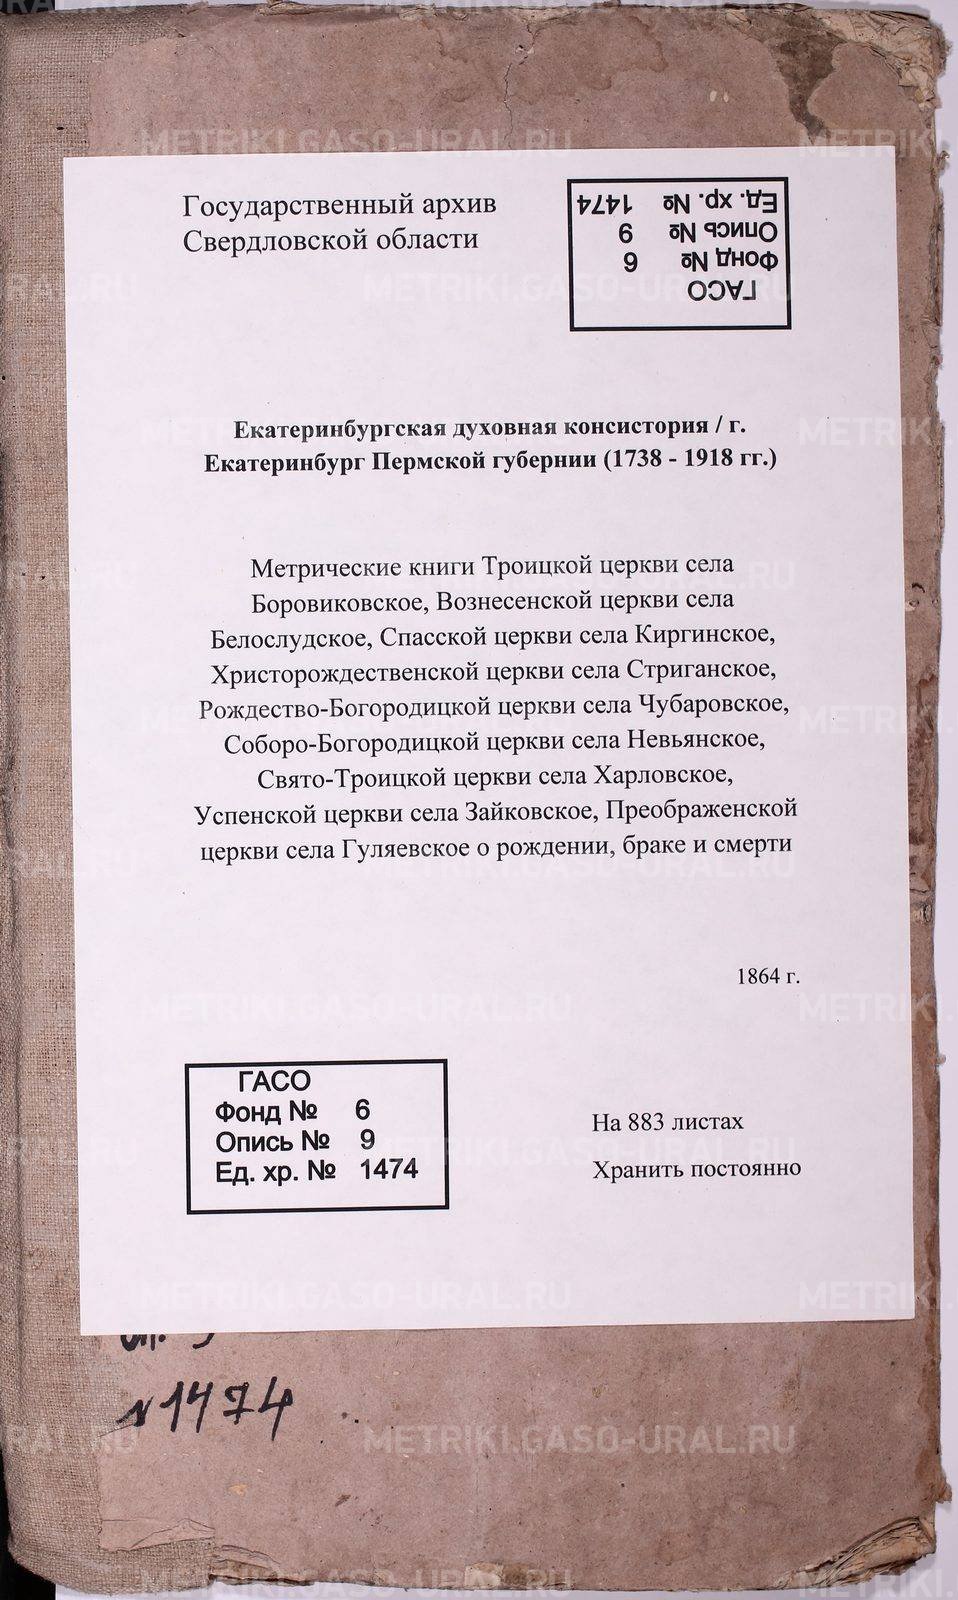 Государственный архив
Свердловской области
Ед. хр. № 1474
Опись № 9
Фонд № 6
ГАСО
Екатеринбургская духовная консистория / г.
Екатеринбург Пермской губернии (1738 - 1918 гг.)
Метрические книги Троицкой церкви села
Боровиковское, Вознесенской церкви села
Белослудское, Спасской церкви села Киргинское,
Христорождественской церкви села Стриганское,
Рождество-Богородицкой церкви села Чубаровское,
Соборо-Богородицкой церкви села Невьянское,
Свято-Троицкой церкви села Харловское,
Успенской церкви села Зайковское, Преображенской
церкви села Гуляевское о рождении, браке и смерти
1864 г.
ГАСО
Фонд № 6
Опись № 9
Ед. хр. № 1474
На 883 листах
Хранить постоянно
№1474
METRIKI.GASO-URAL.RU